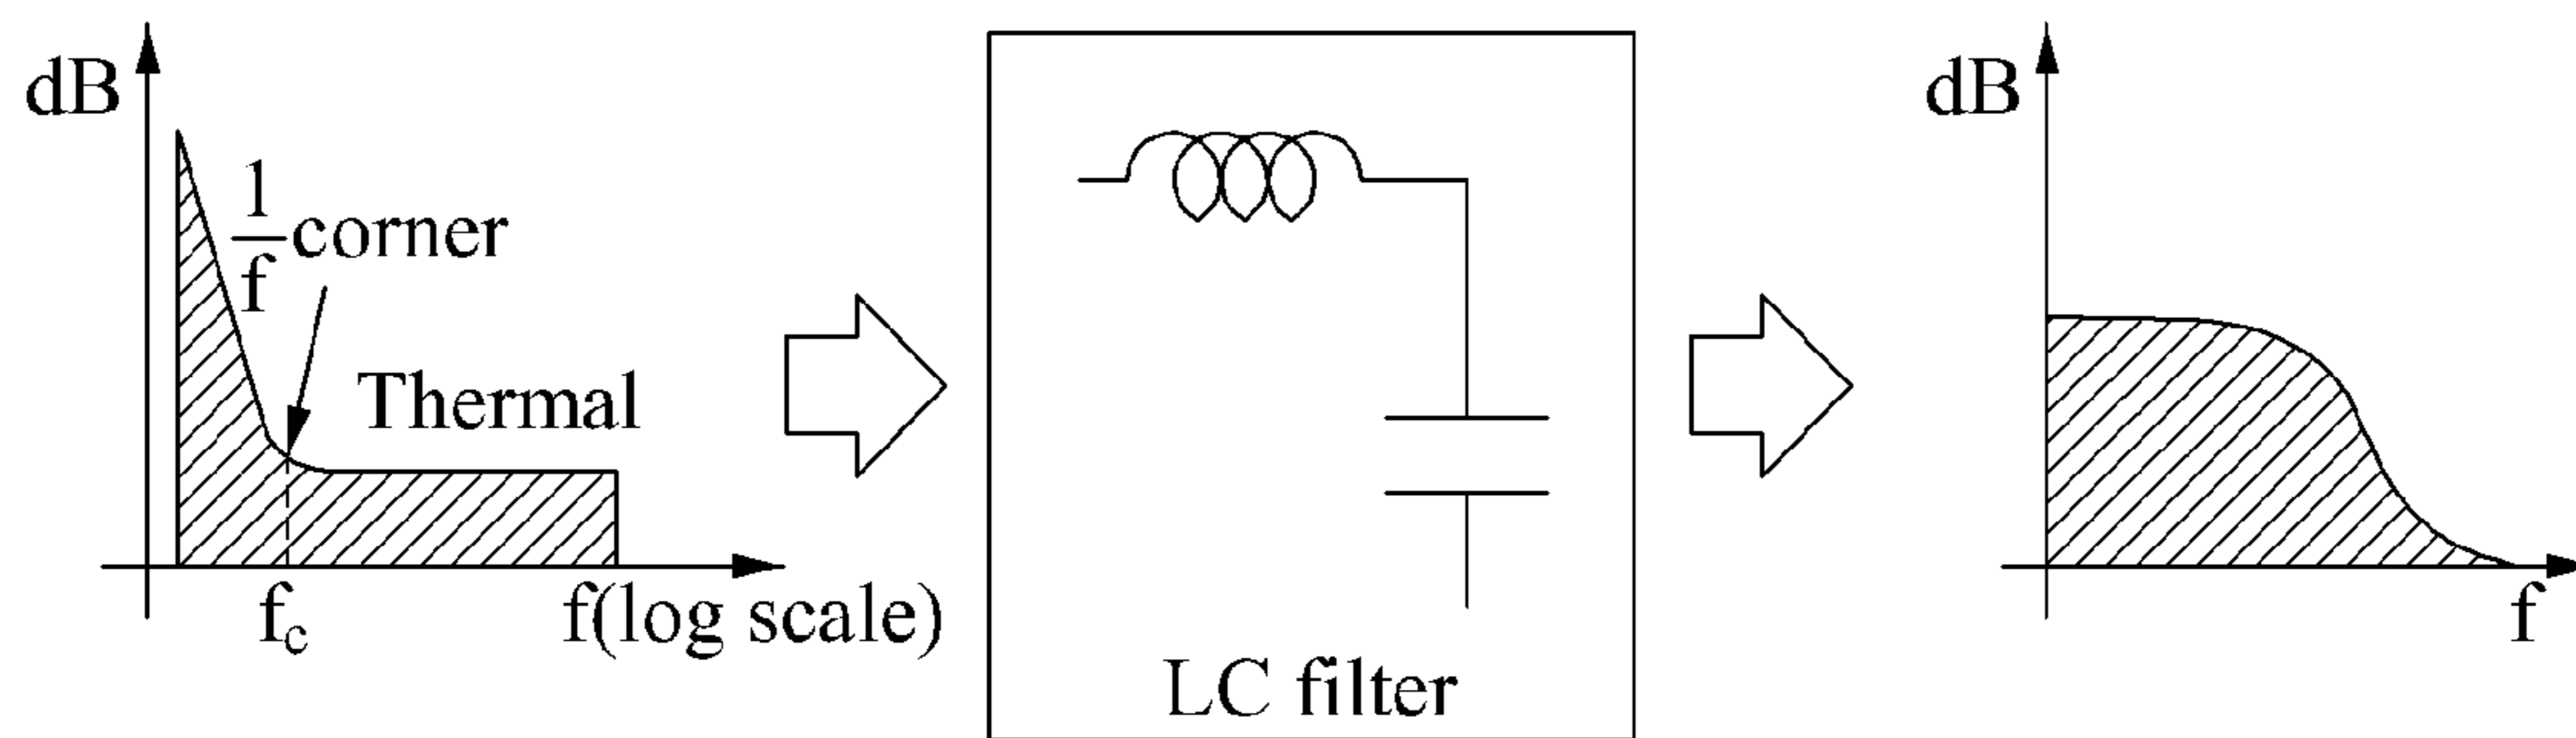 dB
1/f corner
Thermal
fc
f(log scale)
LC filter
dB
f